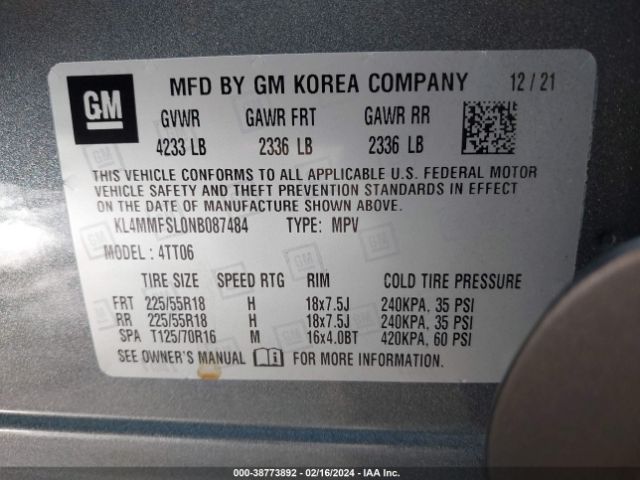 GM MFD BY GM KOREA COMPANY 12/21
GVWR GAWR FRT GAWR RR
4233 LB 2336 LB 2336 LB
THIS VEHICLE CONFORMS TO ALL APPLICABLE U.S. FEDERAL MOTOR
VEHICLE SAFETY AND THEFT PREVENTION STANDARDS IN EFFECT
ON THE DATE OF MANUFACTURE SHOWN ABOVE.
KL4MMFSL0NB087484 TYPE: MPV
MODEL: 4TT06
TIRE SIZE SPEED RTG RIM COLD TIRE PRESSURE
FRT 225/55R18 H 18x7.5J 240KPA, 35 PSI
RR 225/55R18 H 18x7.5J 240KPA, 35 PSI
SPA T125/70R16 M 16x4.0BT 420KPA, 60 PSI
SEE OWNER'S MANUAL FOR MORE INFORMATION.
000-38773892 - 02/16/2024 - IAA Inc.